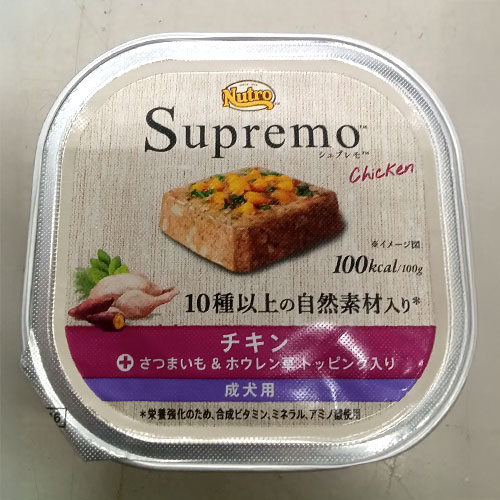 Nutro
Supremo™
シュプレモ™
Chicken
※イメージ図
100kcal/100g
10種以上の自然素材入り*
チキン
+さつまいも&ホウレン草トッピング入り
成犬用
*栄養強化のため、合成ビタミン、ミネラル、アミノ酸使用